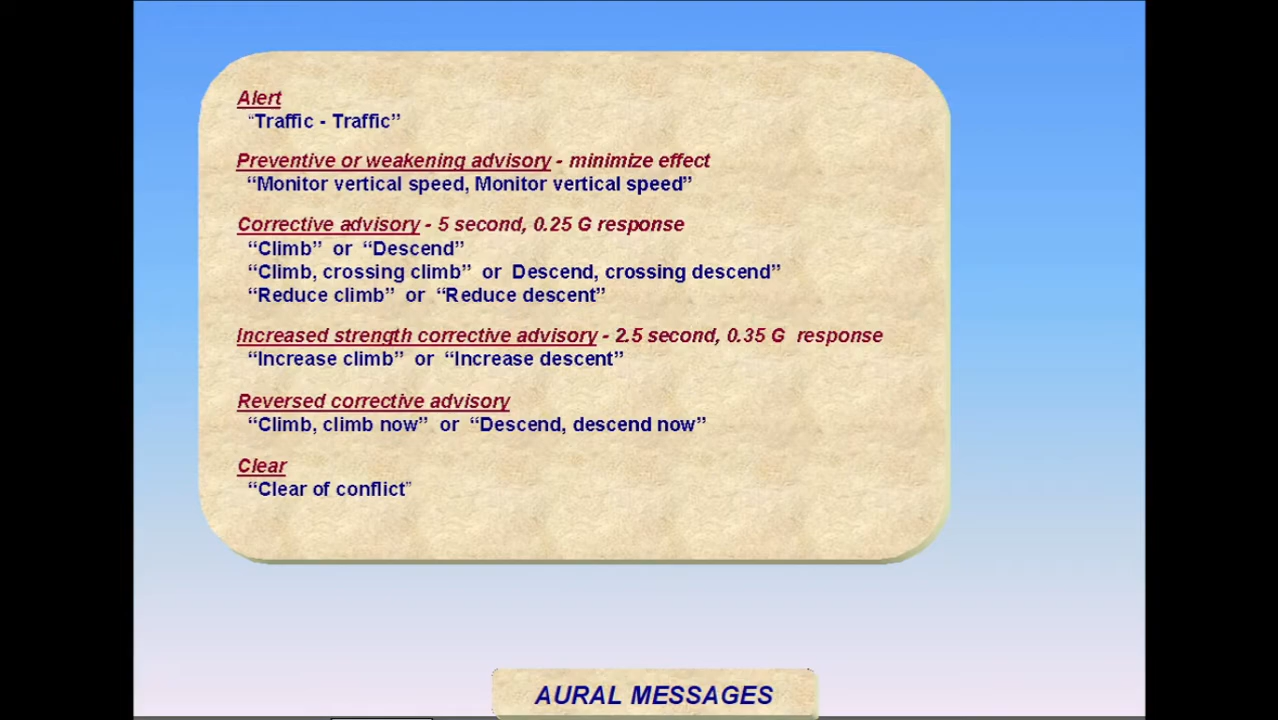 Alert
“Traffic - Traffic”
Preventive or weakening advisory - minimize effect
“Monitor vertical speed, Monitor vertical speed”
Corrective advisory - 5 second, 0.25 G response
“Climb” or “Descend”
“Climb, crossing climb” or Descend, crossing descend”
“Reduce climb” or “Reduce descent”
Increased strength corrective advisory - 2.5 second, 0.35 G response
“Increase climb” or “Increase descent”
Reversed corrective advisory
“Climb, climb now” or “Descend, descend now”
Clear
“Clear of conflict”
AURAL MESSAGES